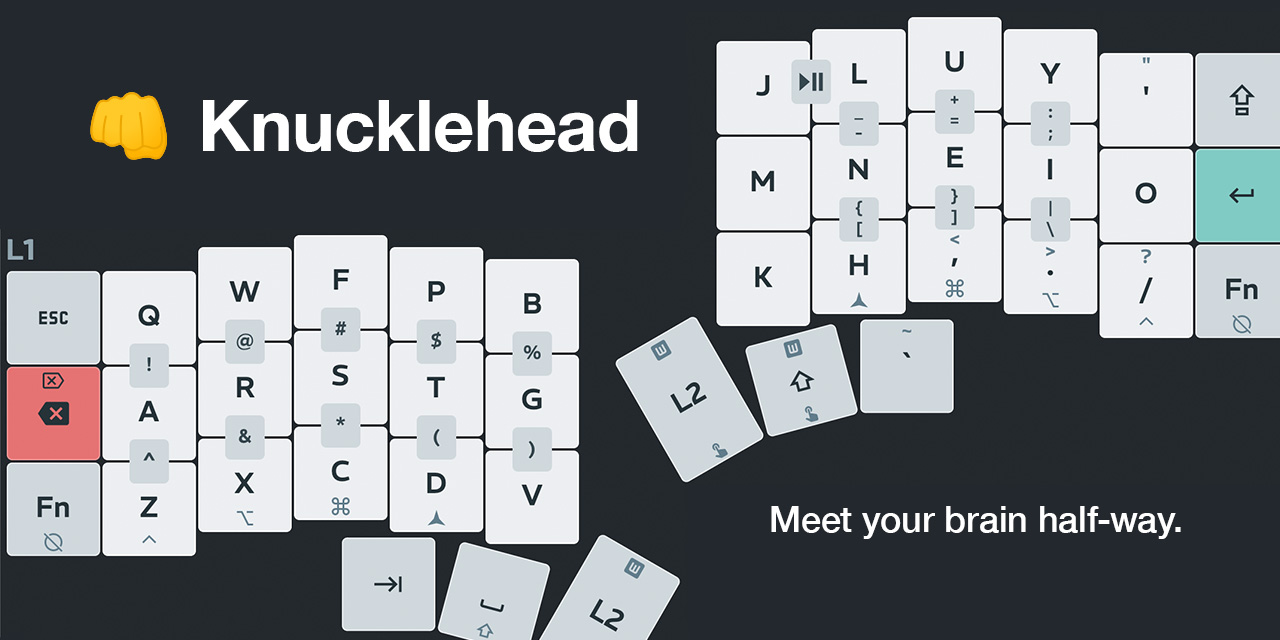 Knucklehead
L1
ESC Q W F P B
! @ # $ %
A R S T G
^ & * ( )
Fn Z X C D V
⌘
L2
J L U Y " '
_ - + = : ;
M N E I O
{ [ } ] | \
K H < , > . ? / Fn
⌘
L2 ~ `
Meet your brain half-way.